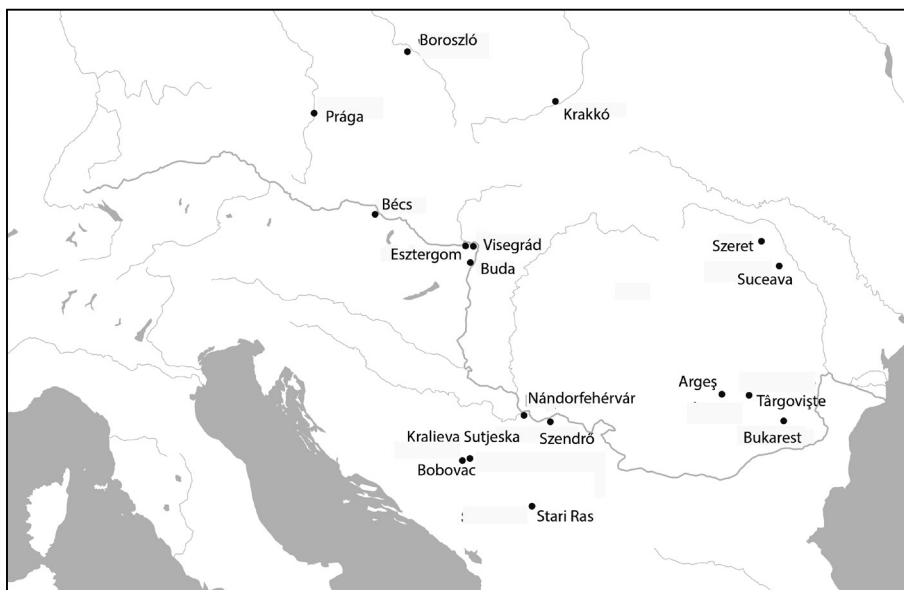 Boroszló
Krakkó
Prága
Bécs
Esztergom
Visegrád
Buda
Szeret
Suceava
Argeş
Târgovişte
Bukarest
Nándorfehérvár
Szendrő
Kralieva Sutjeska
Bobovac
Stari Ras